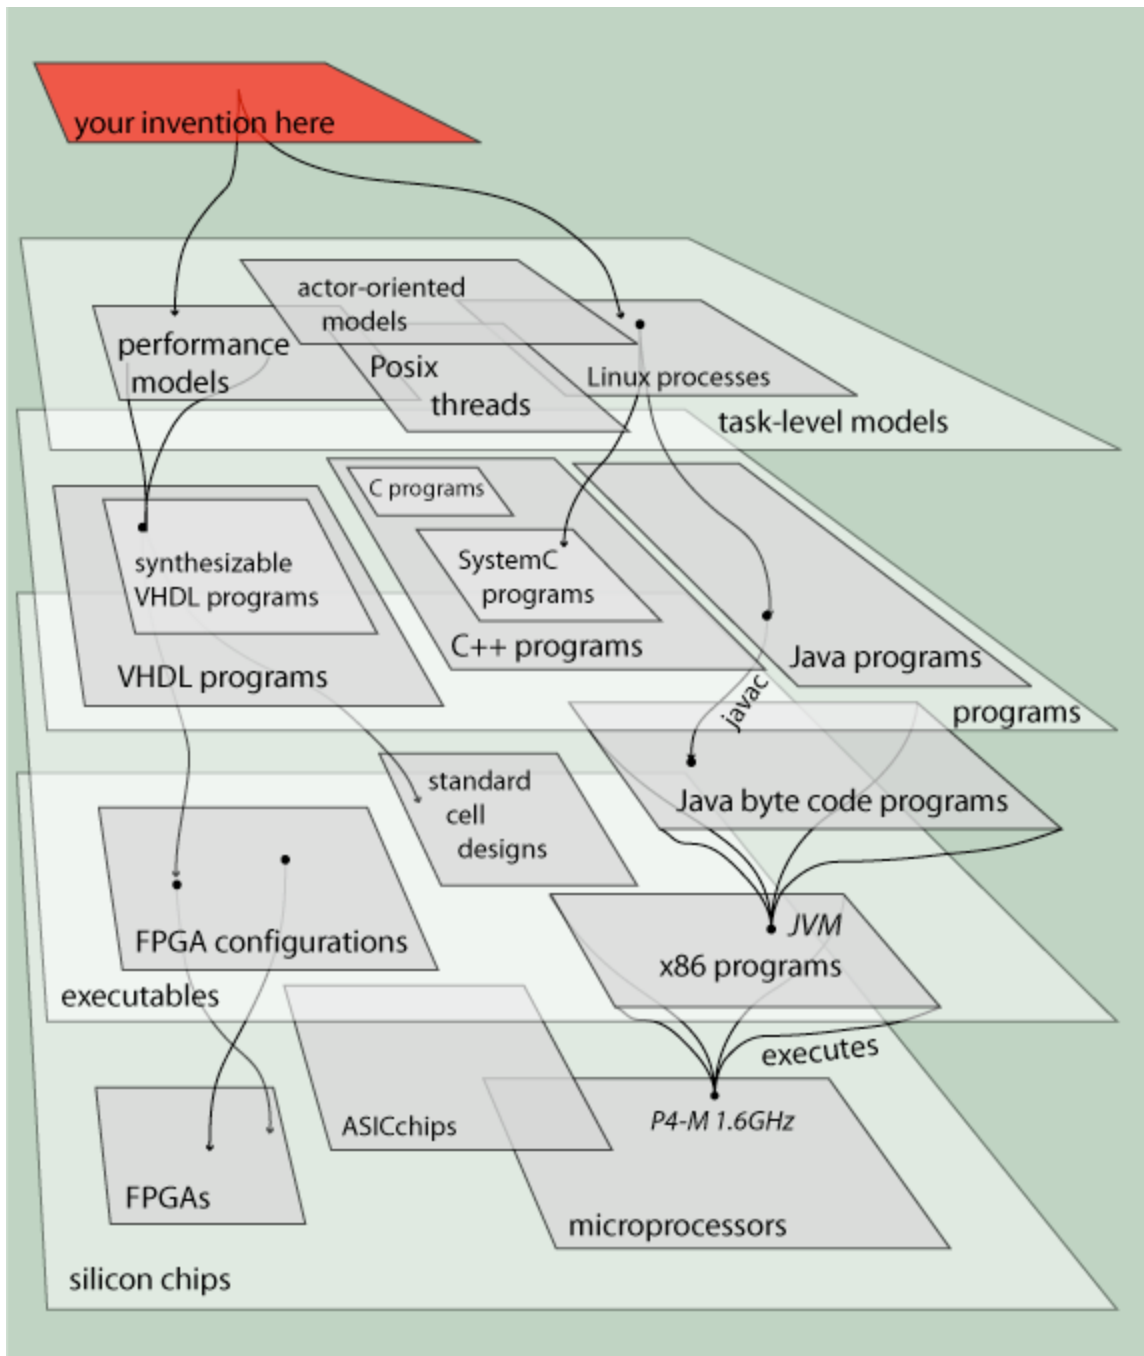 your invention here
actor-oriented
models
performance
models
Posix
threads
Linux processes
task-level models
C programs
synthesizable
VHDL programs
SystemC
programs
C++ programs
VHDL programs
Java programs
javac
programs
standard
cell
designs
Java byte code programs
FPGA configurations
JVM
x86 programs
executables
executes
ASICchips
P4-M 1.6GHz
FPGAs
microprocessors
silicon chips